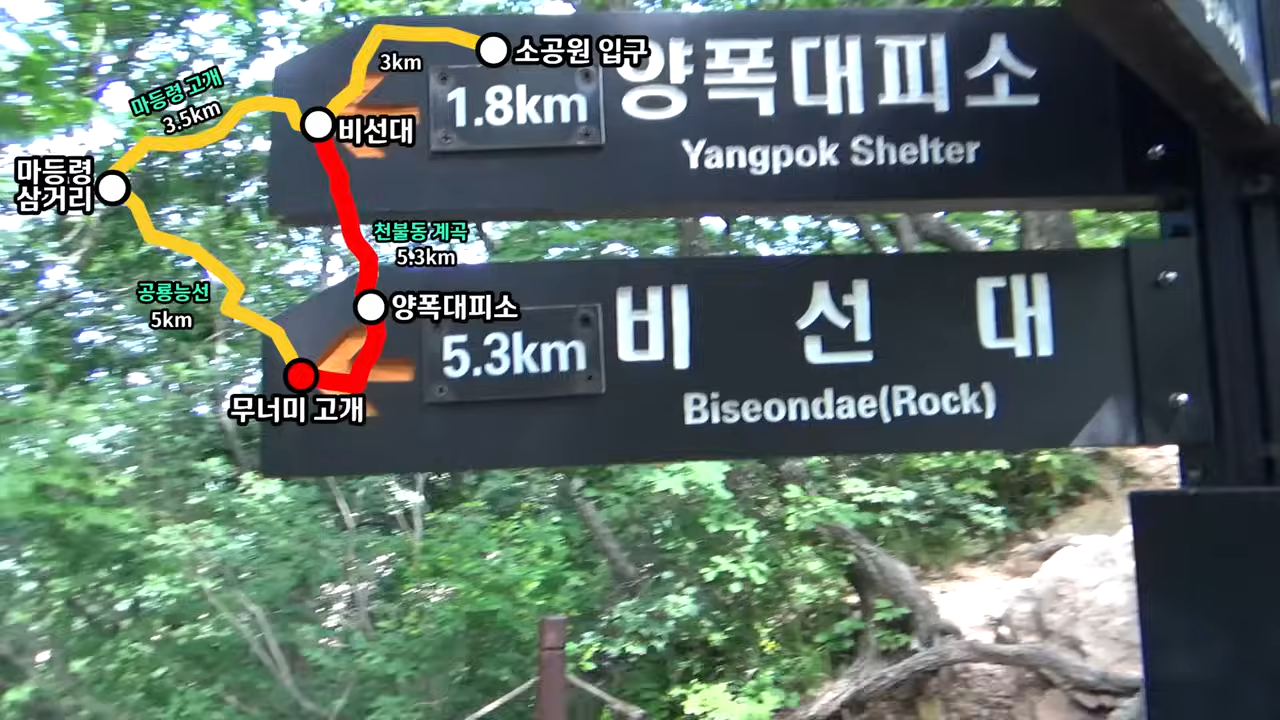 소공원 입구
3km
마등령 고개
3.5km
비선대
마등령
삼거리
천불동 계곡
5.3km
공룡능선
5km
양폭대피소
무너미 고개
1.8km
양폭대피소
Yangpok Shelter
5.3km
비 선 대
Biseondae(Rock)